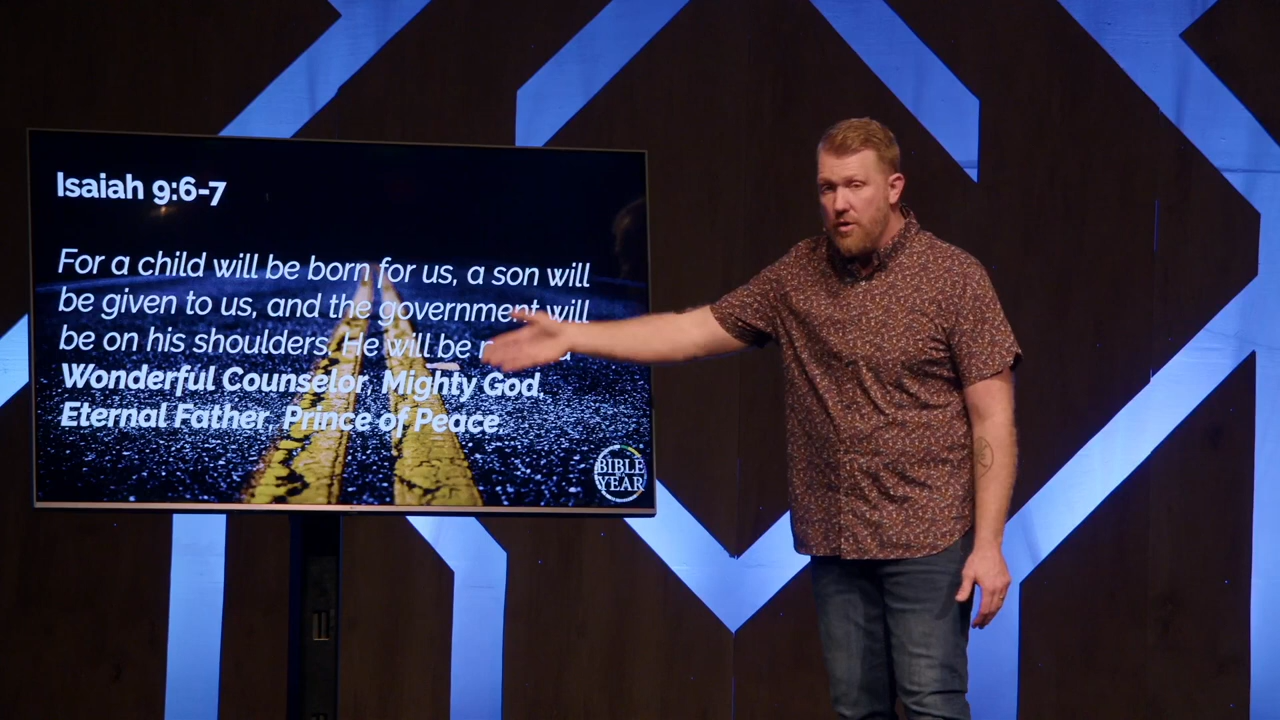 Isaiah 9:6-7
For a child will be born for us, a son will
be given to us, and the government will
be on his shoulders. He will be
Wonderful Counselor, Mighty God,
Eternal Father, Prince of Peace.
BIBLE
YEAR